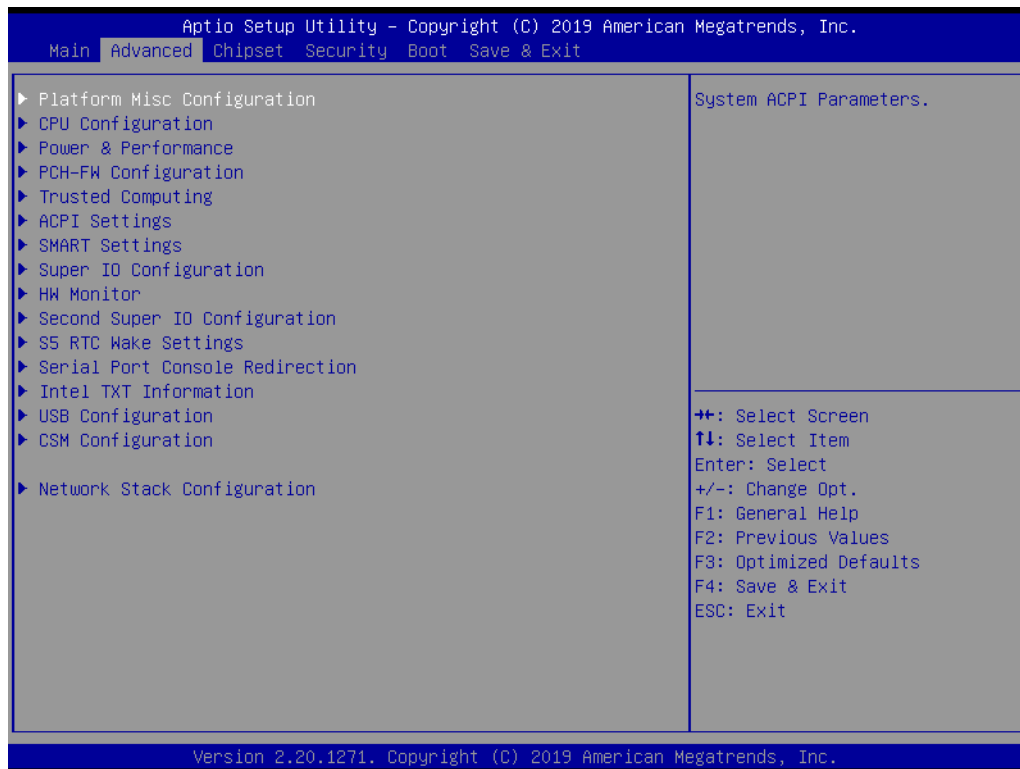 Aptio Setup Utility – Copyright (C) 2019 American Megatrends, Inc.
Main Advanced Chipset Security Boot Save & Exit
▶ Platform Misc Configuration
▶ CPU Configuration
▶ Power & Performance
▶ PCH-FW Configuration
▶ Trusted Computing
▶ ACPI Settings
▶ SMART Settings
▶ Super IO Configuration
▶ HW Monitor
▶ Second Super IO Configuration
▶ S5 RTC Wake Settings
▶ Serial Port Console Redirection
▶ Intel TXT Information
▶ USB Configuration
▶ CSM Configuration
▶ Network Stack Configuration
System ACPI Parameters.
→←: Select Screen
↑↓: Select Item
Enter: Select
+/-: Change Opt.
F1: General Help
F2: Previous Values
F3: Optimized Defaults
F4: Save & Exit
ESC: Exit
Version 2.20.1271. Copyright (C) 2019 American Megatrends, Inc.